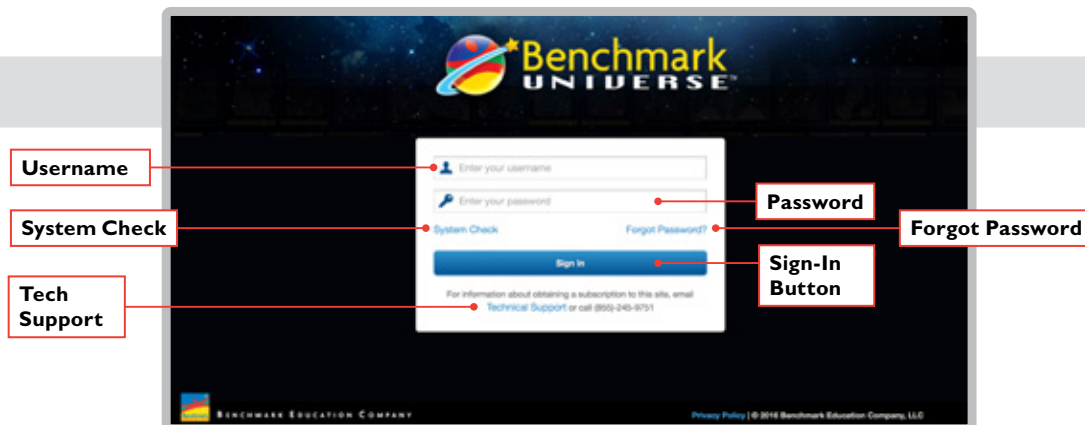 Benchmark
UNIVERSE™
Username
Enter your username
Enter your password
Password
System Check
System Check
Forgot Password?
Forgot Password
Sign In
Sign-In
Button
Tech
Support
For information about obtaining a subscription to this site, email
Technical Support or call (855)-245-9751
BENCHMARK EDUCATION COMPANY
Privacy Policy | © 2016 Benchmark Education Company, LLC